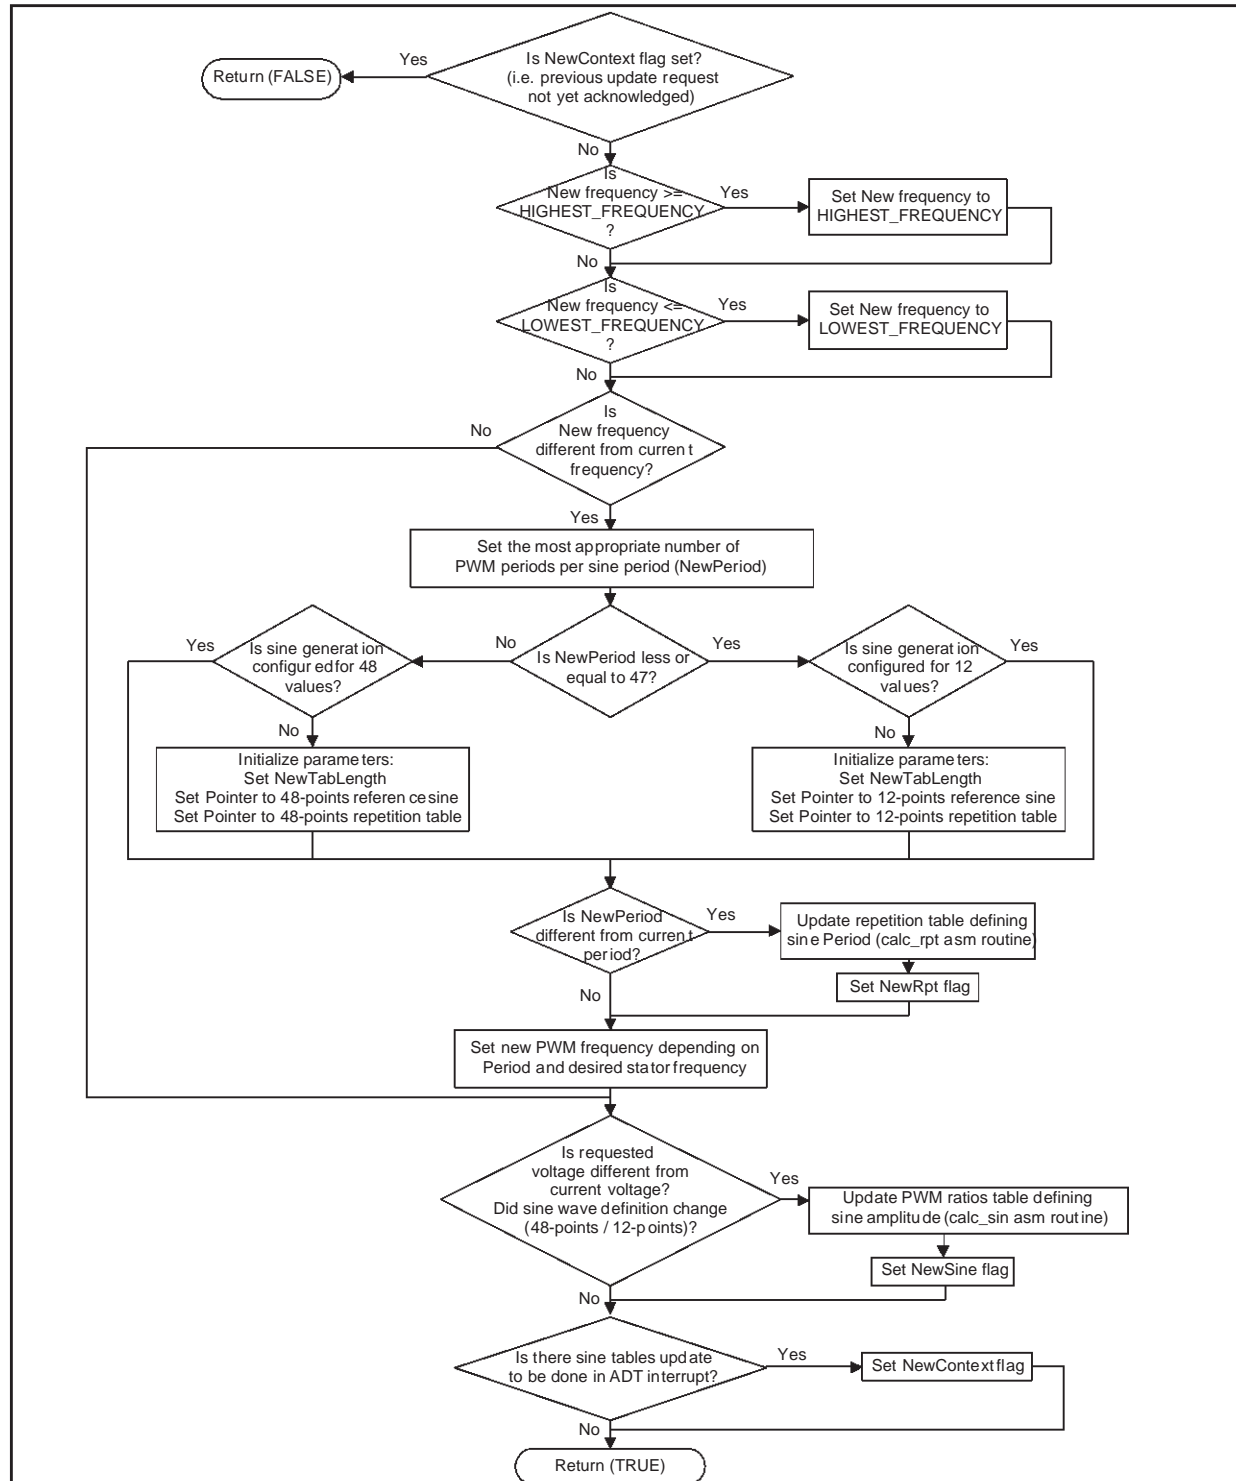 Is NewContext flag set?
Yes
(i.e. previous update request
Return (FALSE)
not yet acknowledged)
No
Is
New frequency >=
Yes
Set New frequency to
HIGHEST_FREQUENCY
HIGHEST_FREQUENCY
?
No
Is
New frequency <=
Yes
Set New frequency to
LOWEST_FREQUENCY
LOWEST_FREQUENCY
?
No
Is
No
New frequency
different from current
frequency?
Yes
Set the most appropriate number of
PWM periods per sine period (NewPeriod)
Yes
Is sine generation
configured for 48
values?
No
Is NewPeriod less or
equal to 47?
Yes
Is sine generation
configured for 12
values?
Yes
No
Initialize parameters:
Set NewTabLength
Set Pointer to 48-points reference sine
Set Pointer to 48-points repetition table
No
Initialize parameters:
Set NewTabLength
Set Pointer to 12-points reference sine
Set Pointer to 12-points repetition table
Is NewPeriod
different from current
period?
Yes
Update repetition table defining
sine Period (calc_rpt asm routine)
Set NewRpt flag
No
Set new PWM frequency depending on
Period and desired stator frequency
Is requested
voltage different from
current voltage?
Did sine wave definition change
(48-points / 12-points)?
Yes
Update PWM ratios table defining
sine amplitude (calc_sin asm routine)
Set NewSine flag
No
Is there sine tables update
to be done in ADT interrupt?
Yes
Set NewContext flag
No
Return (TRUE)